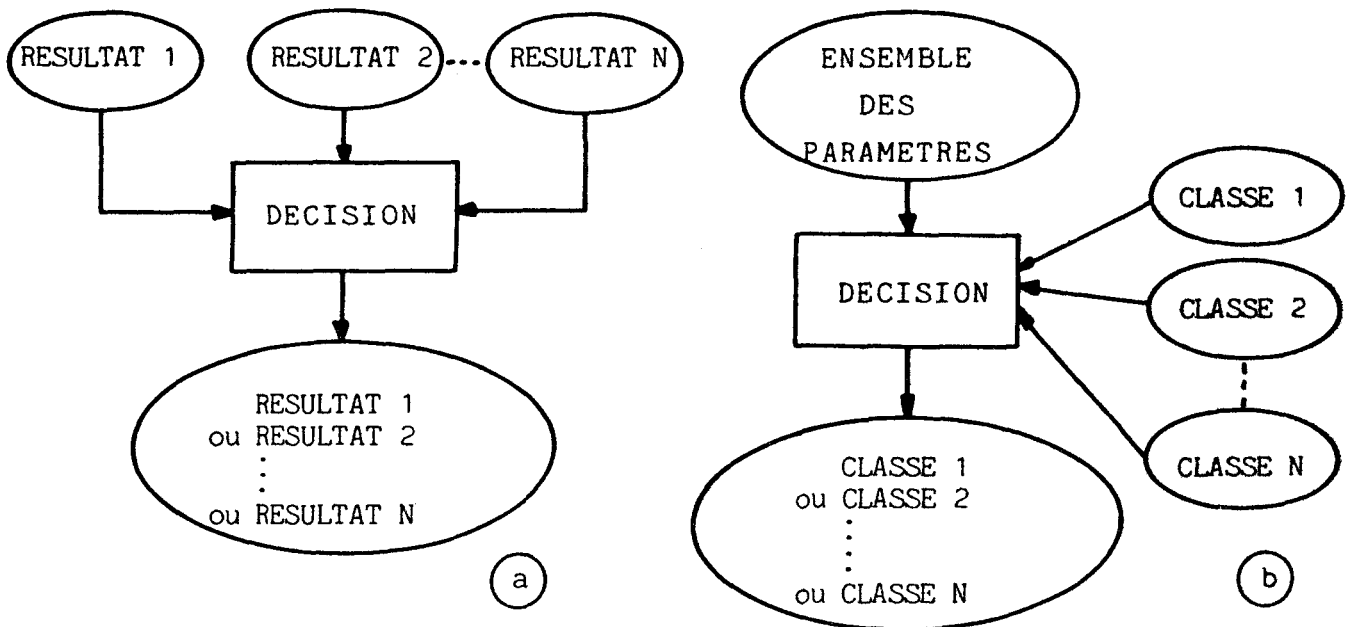 RESULTAT 1
RESULTAT 2
RESULTAT N
DECISION
RESULTAT 1
ou RESULTAT 2
ou RESULTAT N
a
ENSEMBLE
DES
PARAMETRES
DECISION
CLASSE 1
CLASSE 2
CLASSE N
CLASSE 1
ou CLASSE 2
ou CLASSE N
b